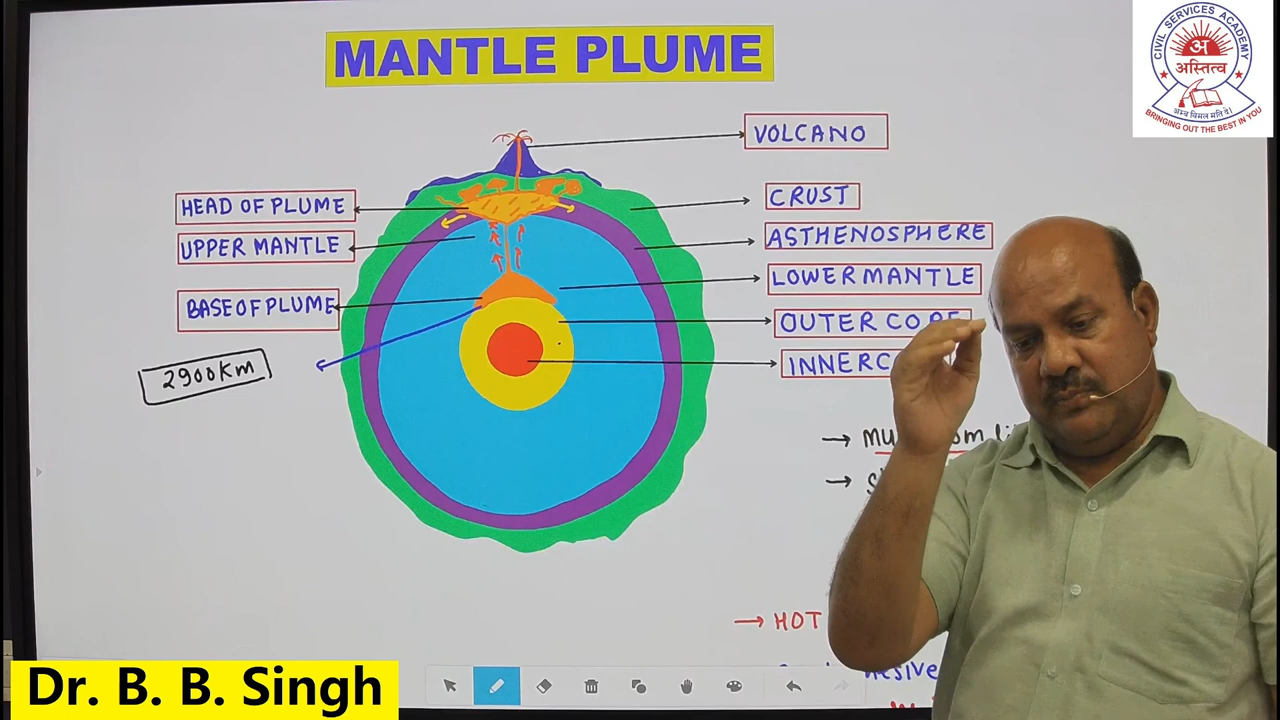 MANTLE PLUME
CIVIL SERVICES ACADEMY
अ
अस्तित्व
BRINGING OUT THE BEST IN YOU
VOLCANO
HEAD OF PLUME
CRUST
UPPER MANTLE
ASTHENOSPHERE
BASE OF PLUME
LOWER MANTLE
OUTER
2900km
→
→
→ HOT
Dr. B. B. Singh